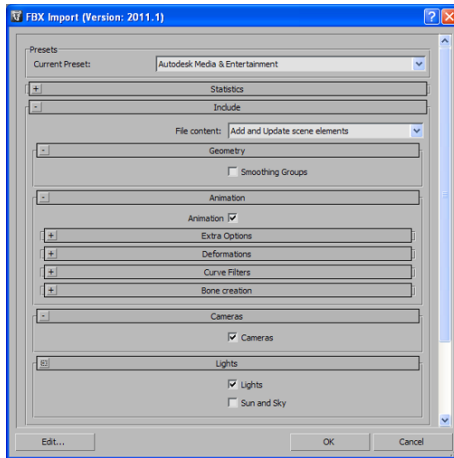 FBX Import (Version: 2011.1)
Presets
Current Preset: Autodesk Media & Entertainment
+ Statistics
- Include
File content: Add and Update scene elements
- Geometry
Smoothing Groups
- Animation
Animation
+ Extra Options
+ Deformations
+ Curve Filters
+ Bone creation
- Cameras
Cameras
Lights
Lights
Sun and Sky
Edit... OK Cancel